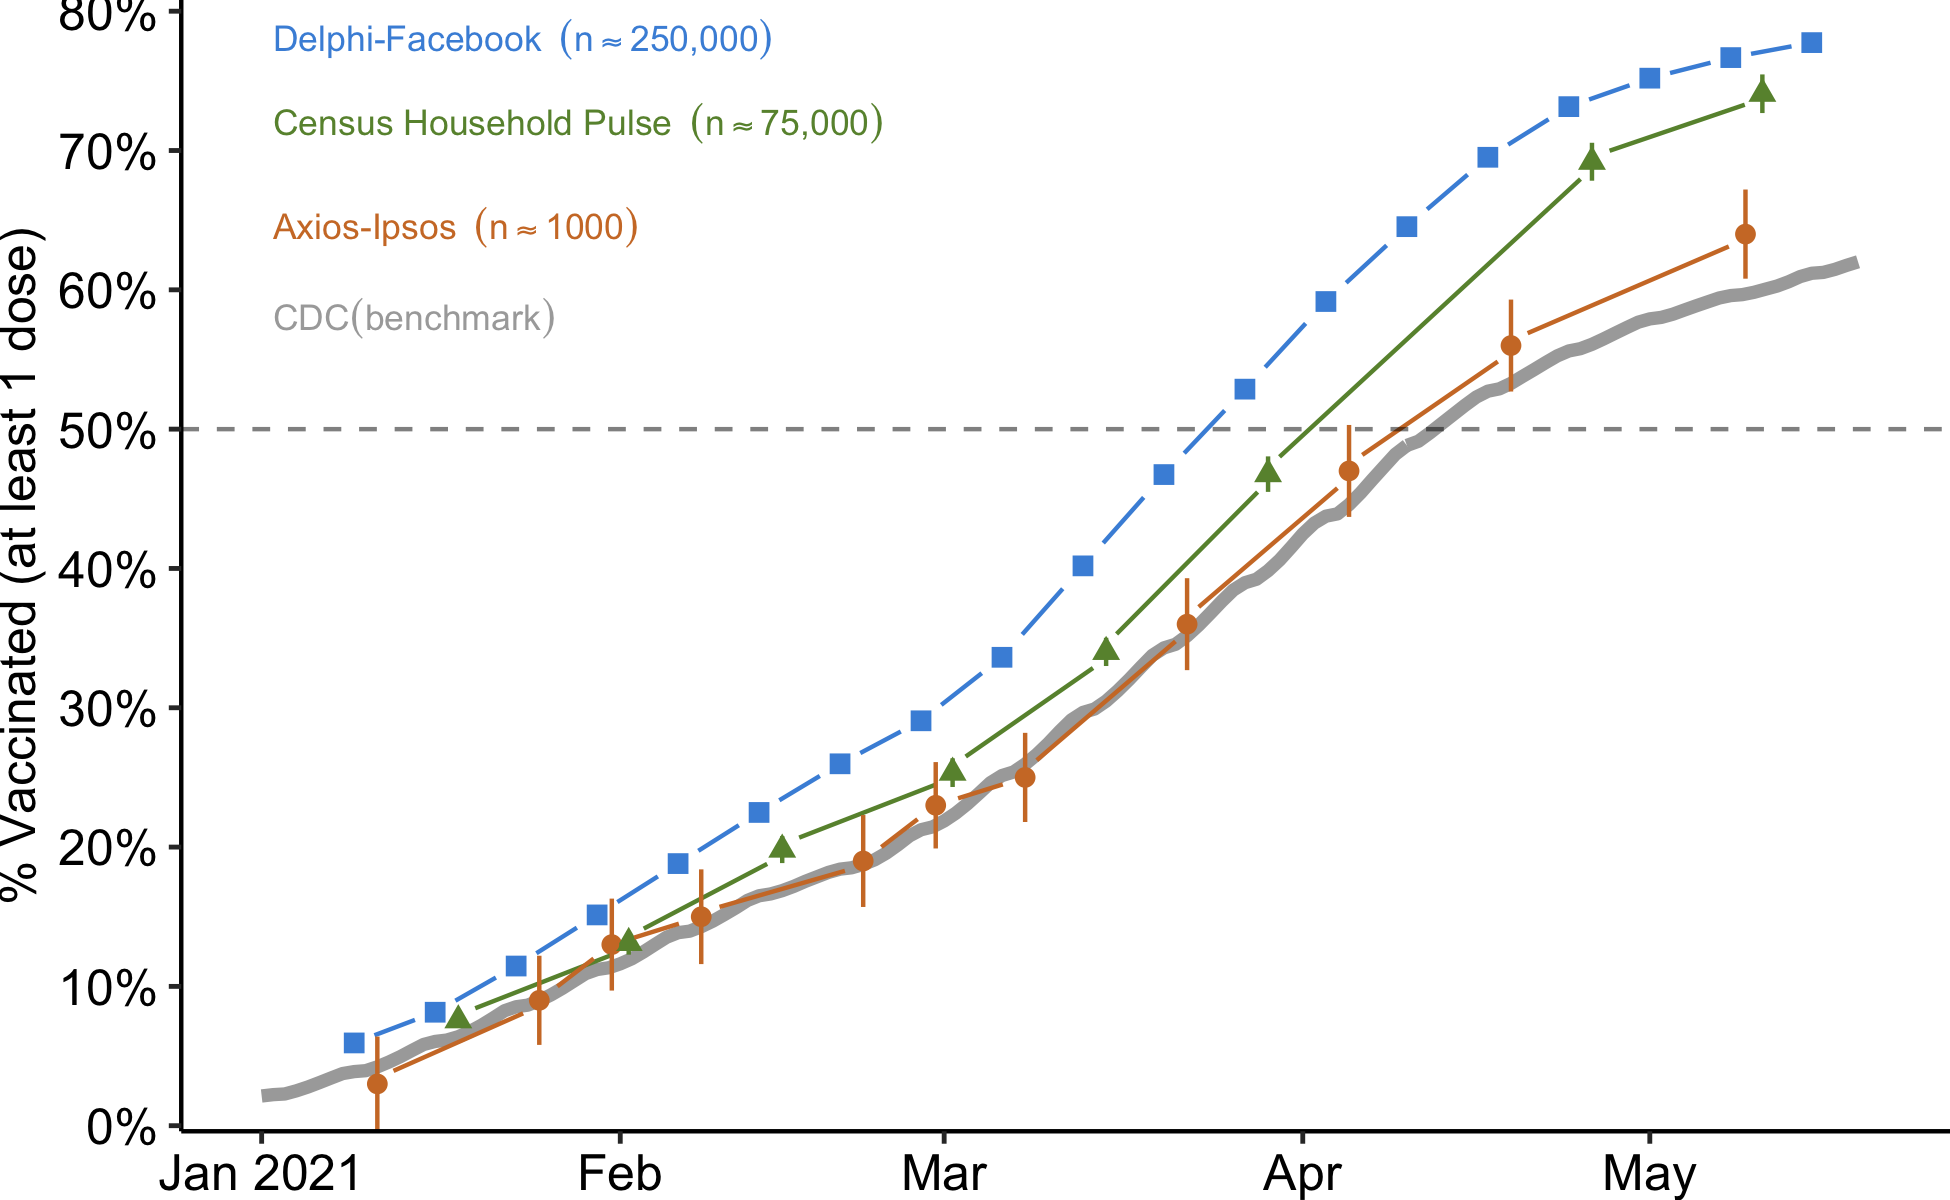 % Vaccinated (at least 1 dose)
80%
70%
60%
50%
40%
30%
20%
10%
0%
Delphi-Facebook (n ≈ 250,000)
Census Household Pulse (n ≈ 75,000)
Axios-Ipsos (n ≈ 1000)
CDC(benchmark)
Jan 2021 Feb Mar Apr May